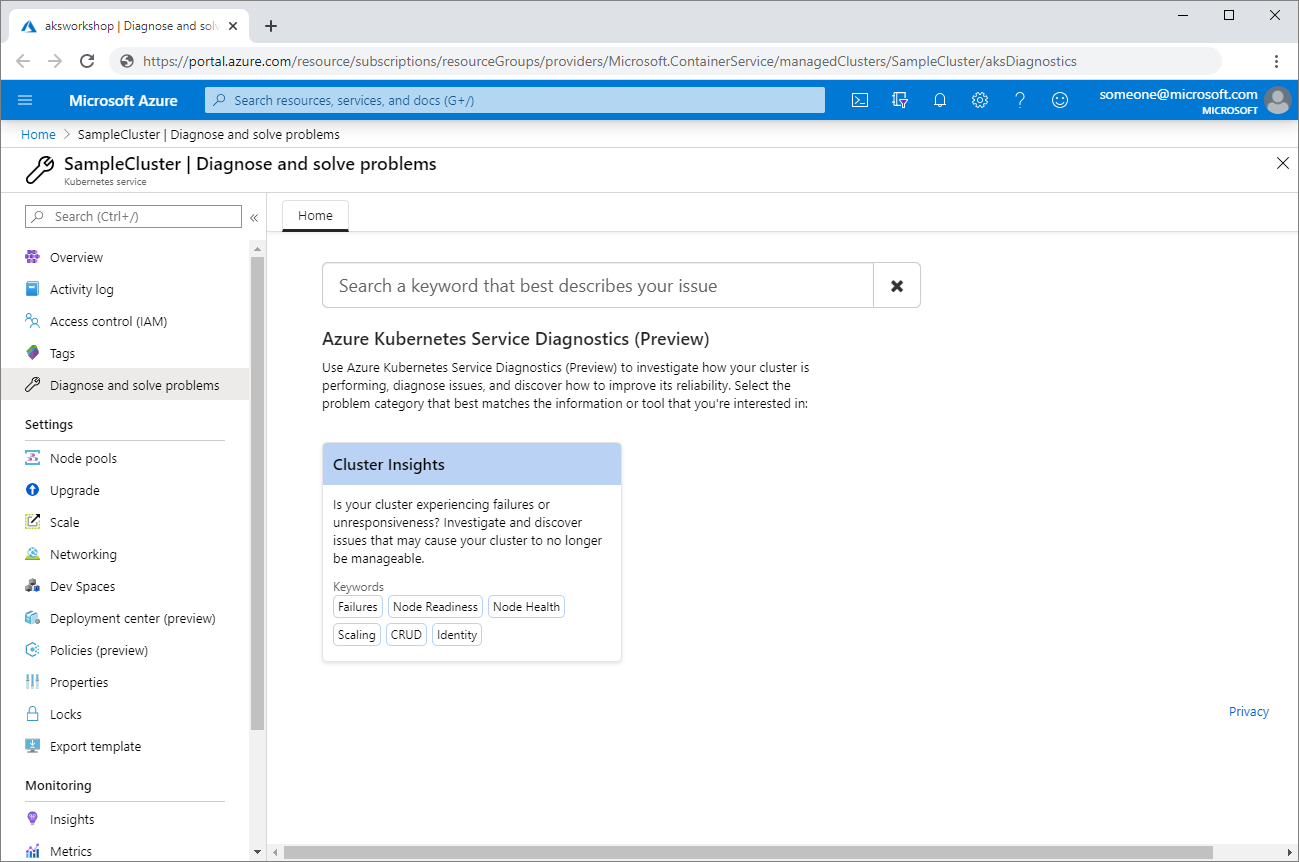 aksworkshop | Diagnose and solv
https://portal.azure.com/resource/subscriptions/resourceGroups/providers/Microsoft.ContainerService/managedClusters/SampleCluster/aksDiagnostics
Microsoft Azure
Search resources, services, and docs (G+/)
someone@microsoft.com
MICROSOFT
Home > SampleCluster | Diagnose and solve problems
SampleCluster | Diagnose and solve problems
Kubernetes service
Search (Ctrl+/)
«
Overview
Activity log
Access control (IAM)
Tags
Diagnose and solve problems
Settings
Node pools
Upgrade
Scale
Networking
Dev Spaces
Deployment center (preview)
Policies (preview)
Properties
Locks
Export template
Monitoring
Insights
Metrics
Home
Search a keyword that best describes your issue
Azure Kubernetes Service Diagnostics (Preview)
Use Azure Kubernetes Service Diagnostics (Preview) to investigate how your cluster is
performing, diagnose issues, and discover how to improve its reliability. Select the
problem category that best matches the information or tool that you're interested in:
Cluster Insights
Is your cluster experiencing failures or
unresponsiveness? Investigate and discover
issues that may cause your cluster to no longer
be manageable.
Keywords
Failures Node Readiness Node Health
Scaling CRUD Identity
Privacy